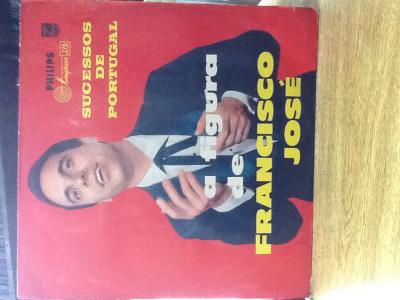 PHILIPS
SUCESSOS
DE
PORTUGAL
a figura
de
FRANCISCO
JOSÉ